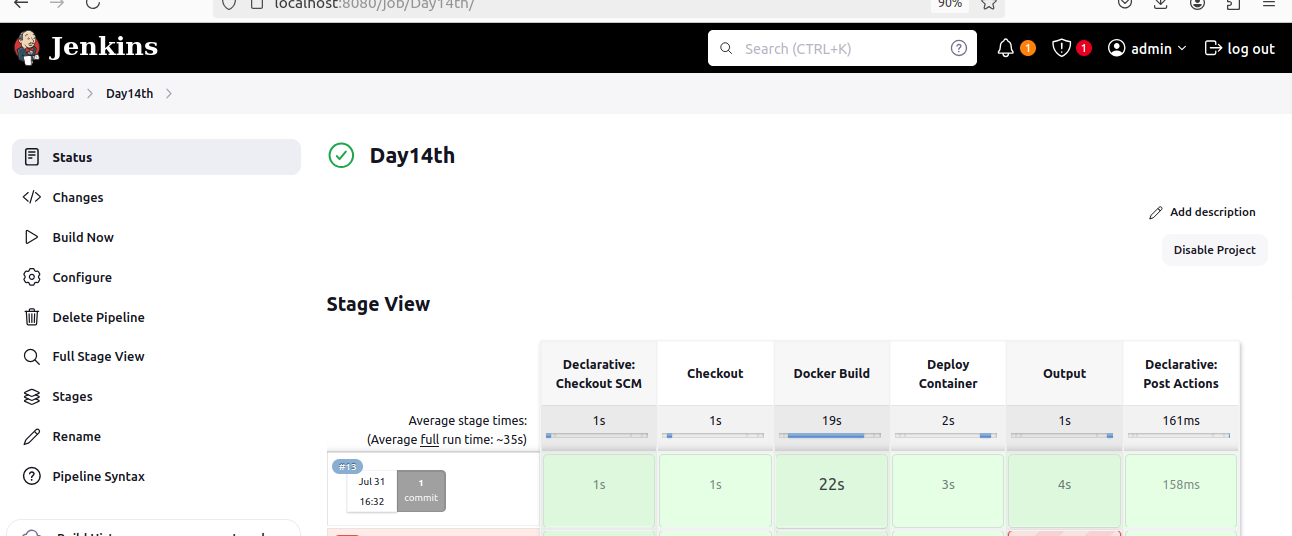 localhost:8080/job/Day14th/
90%
Jenkins
Search (CTRL+K)
?
1
1
admin
log out
Dashboard
Day14th
Status
Changes
Build Now
Configure
Delete Pipeline
Full Stage View
Stages
Rename
Pipeline Syntax
Day14th
Add description
Disable Project
Stage View
Declarative:
Checkout SCM
Checkout
Docker Build
Deploy
Container
Output
Declarative:
Post Actions
Average stage times:
(Average full run time: ~35s)
1s
1s
19s
2s
1s
161ms
#13
Jul 31
16:32
1
commit
1s
1s
22s
3s
4s
158ms